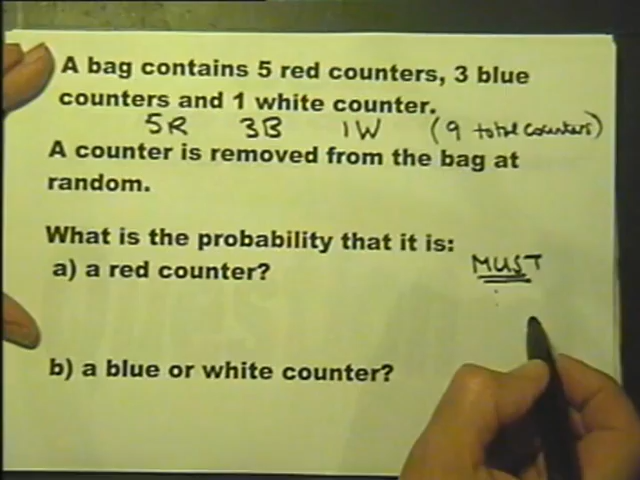 A bag contains 5 red counters, 3 blue
counters and 1 white counter.
5R 3B 1W (9 total counters)
A counter is removed from the bag at
random.
What is the probability that it is:
a) a red counter?
MUST
b) a blue or white counter?